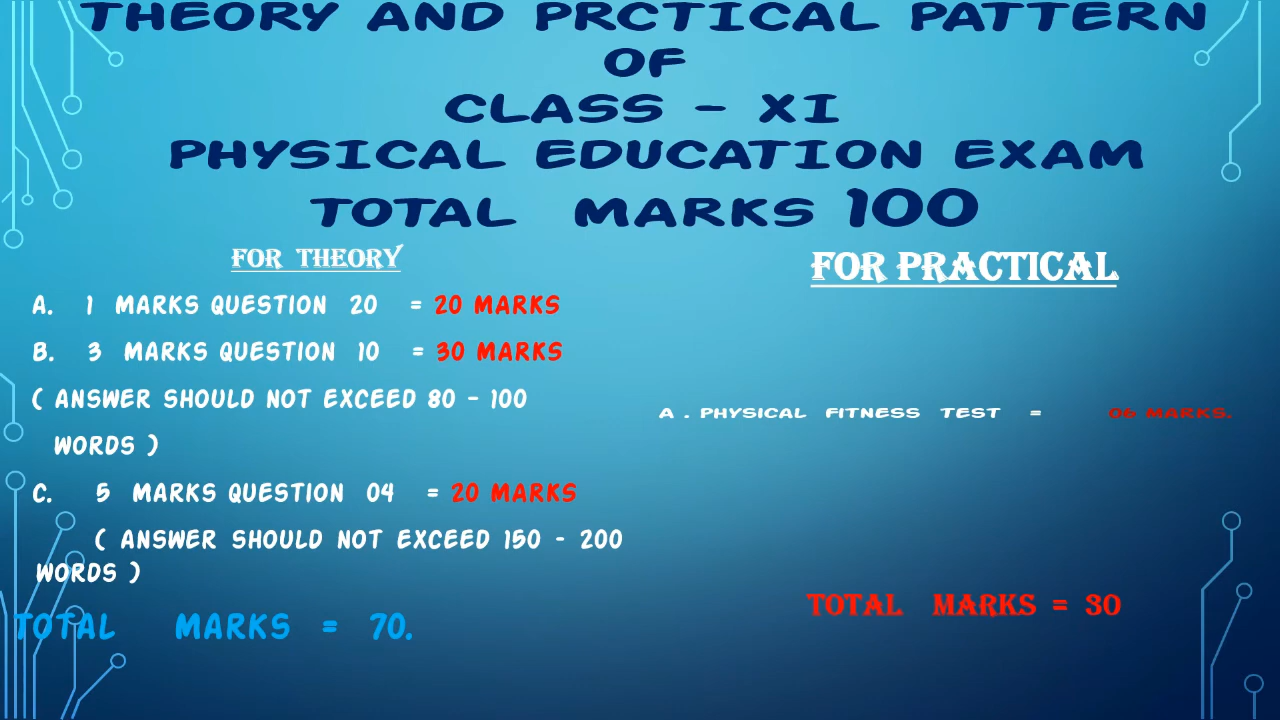 THEORY AND PRCTICAL PATTERN
OF
CLASS – XI
PHYSICAL EDUCATION EXAM
TOTAL MARKS 100
FOR THEORY
A. 1 MARKS QUESTION 20 = 20 MARKS
B. 3 MARKS QUESTION 10 = 30 MARKS
( ANSWER SHOULD NOT EXCEED 80 – 100
WORDS )
C. 5 MARKS QUESTION 04 = 20 MARKS
( ANSWER SHOULD NOT EXCEED 150 – 200
WORDS )
TOTAL MARKS = 70.
FOR PRACTICAL
A . PHYSICAL FITNESS TEST = 06 MARKS.
TOTAL MARKS = 30